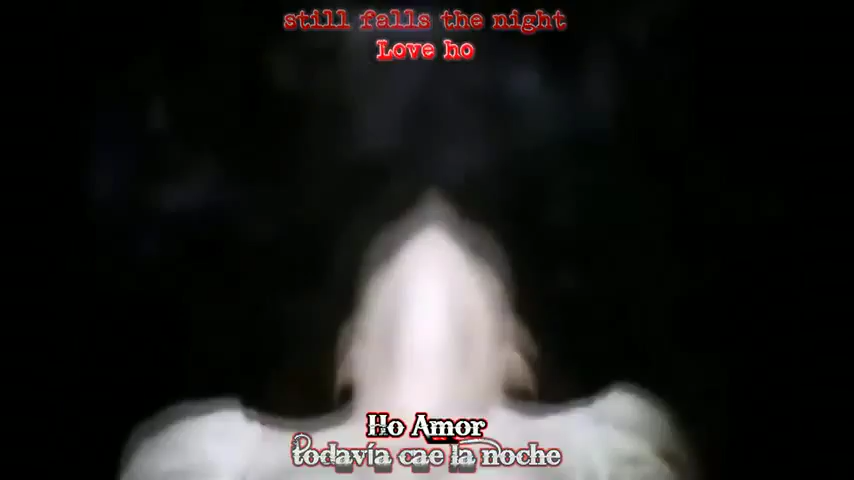 still falls the night
Love ho
Ho Amor
todavía cae la noche